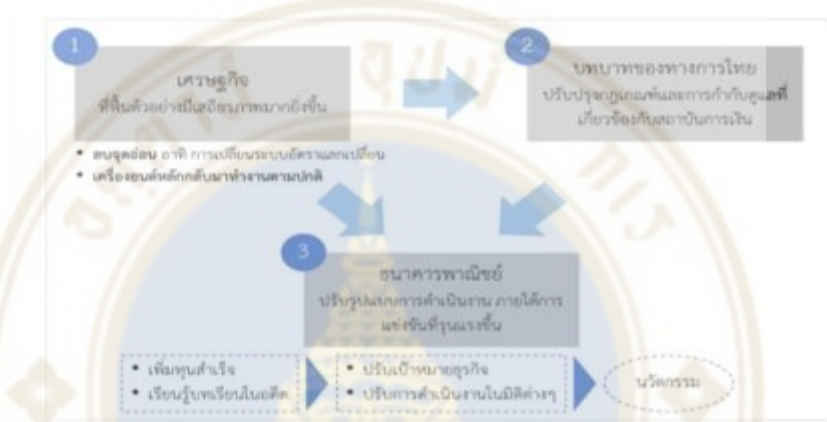 1
เศรษฐกิจ
ที่ฟื้นตัวอย่างมีเสถียรภาพมากยิ่งขึ้น
• ลบจุดอ่อน อาทิ การเปลี่ยนระบบอัตราแลกเปลี่ยน
• เครื่องยนต์หลักกลับมาทำงานตามปกติ
2
บทบาทของทางการไทย
ปรับปรุงกฎเกณฑ์และการกำกับดูแลที่
เกี่ยวข้องกับสถาบันการเงิน
3
ธนาคารพาณิชย์
ปรับรูปแบบการดำเนินงาน ภายใต้การ
แข่งขันที่รุนแรงขึ้น
• เพิ่มทุนสำเร็จ
• เรียนรู้บทเรียนในอดีต
• ปรับเป้าหมายธุรกิจ
• ปรับการดำเนินงานในมิติต่างๆ
นวัตกรรม